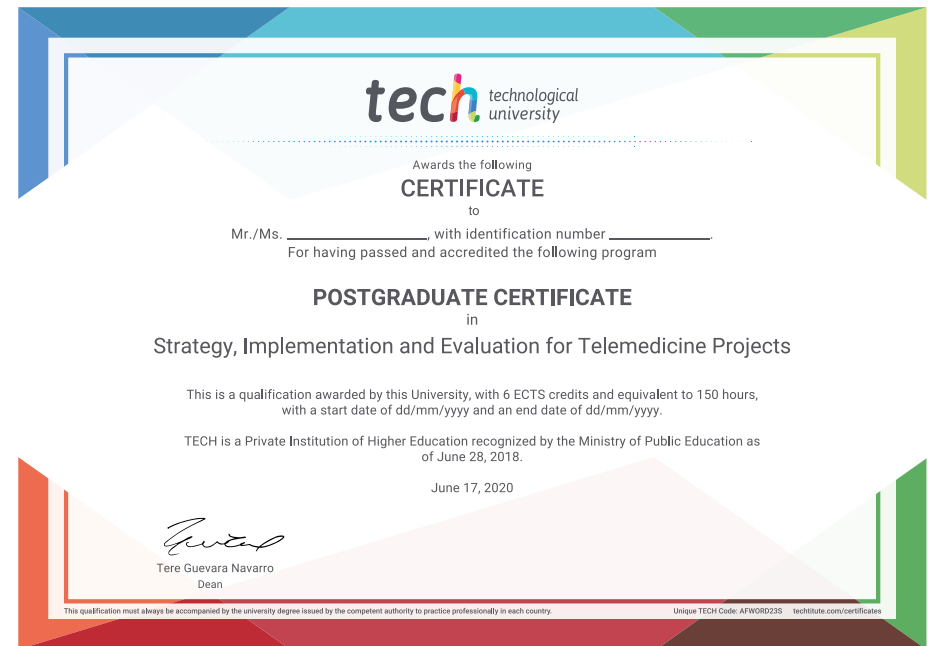 tech technological
university
Awards the following
CERTIFICATE
to
Mr./Ms. ____________________, with identification number ______________.
For having passed and accredited the following program
POSTGRADUATE CERTIFICATE
in
Strategy, Implementation and Evaluation for Telemedicine Projects
This is a qualification awarded by this University, with 6 ECTS credits and equivalent to 150 hours,
with a start date of dd/mm/yyyy and an end date of dd/mm/yyyy.
TECH is a Private Institution of Higher Education recognized by the Ministry of Public Education as
of June 28, 2018.
June 17, 2020
Tere Guevara Navarro
Dean
This qualification must always be accompanied by the university degree issued by the competent authority to practice professionally in each country.
Unique TECH Code: AFWORD23S techtitute.com/certificates